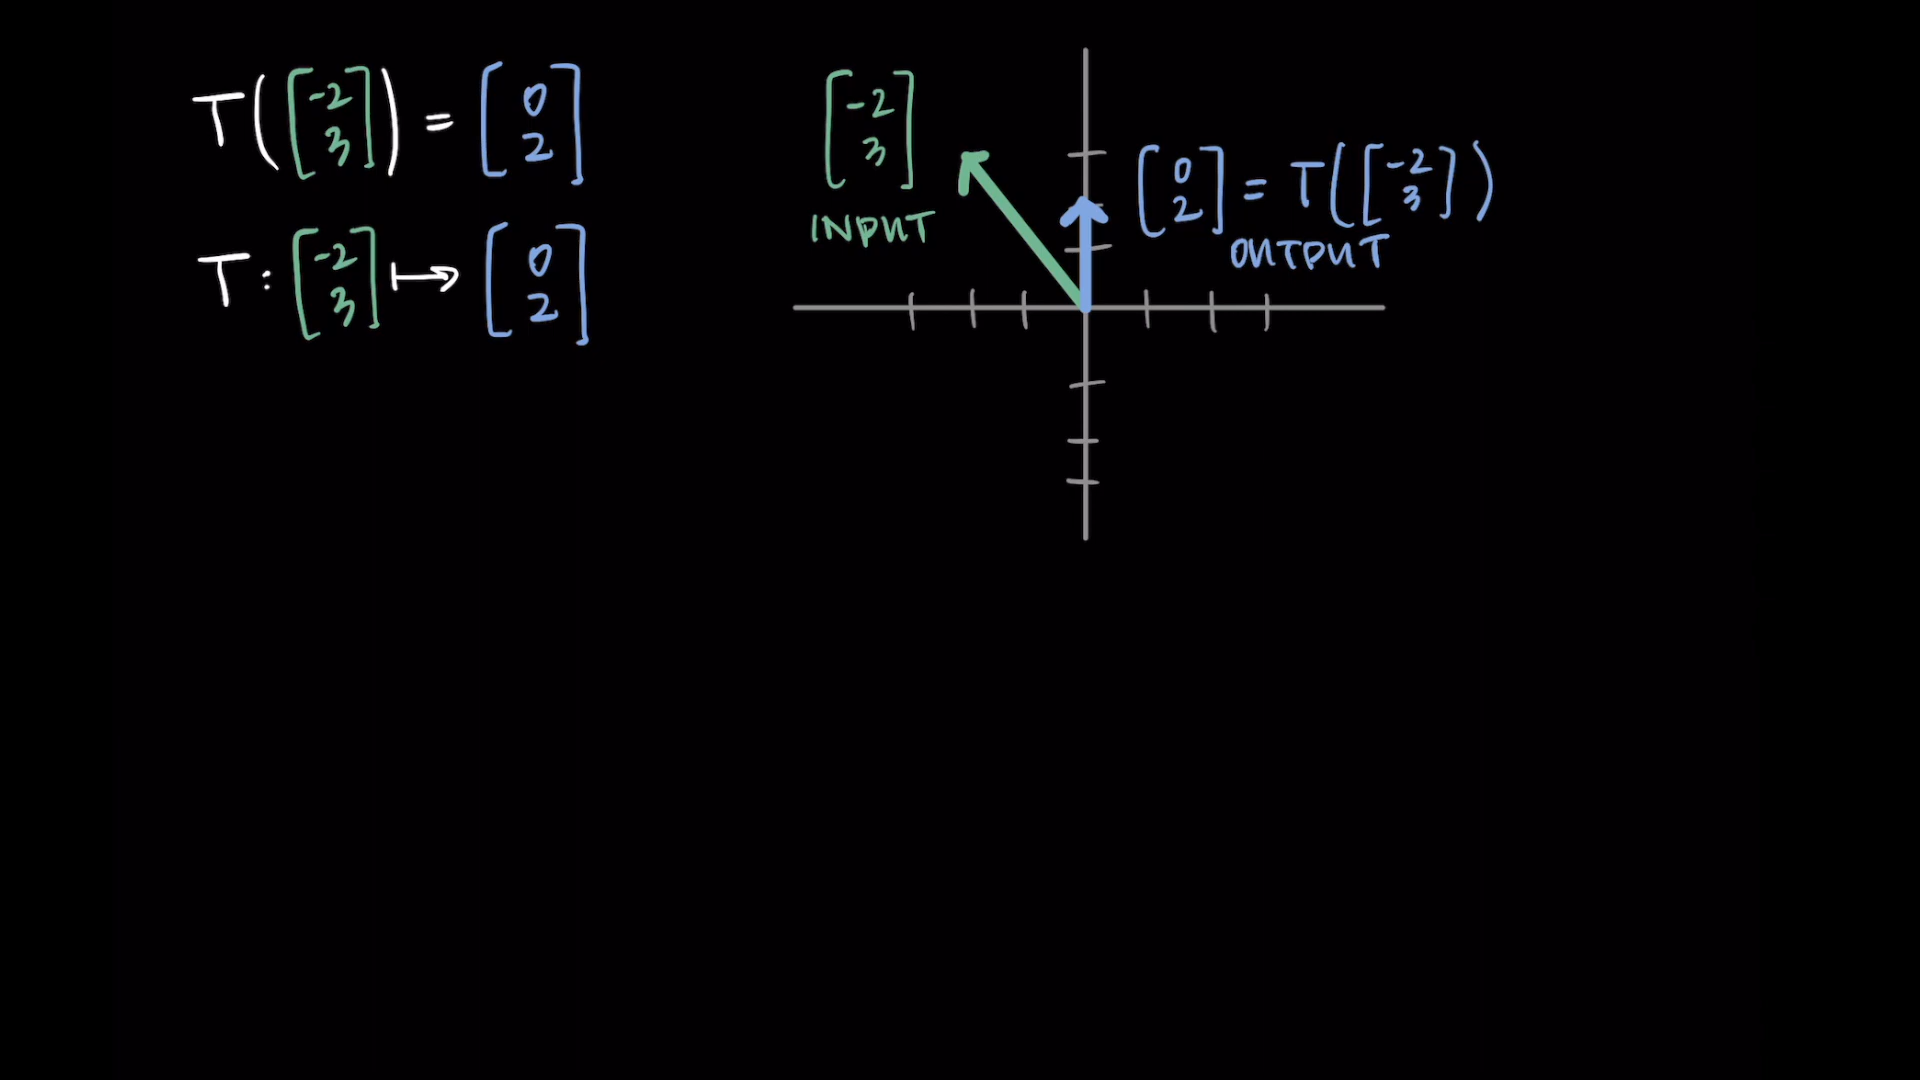 T([-2 3]) = [0 2]
T: [-2 3] ↦ [0 2]
[-2 3]
INPUT
[0 2] = T([-2 3])
OUTPUT